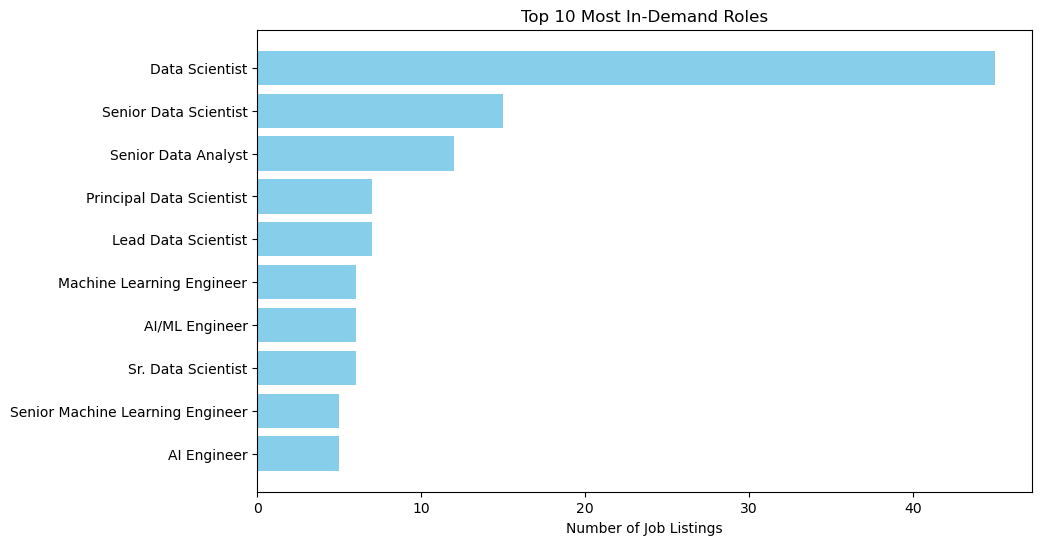 Top 10 Most In-Demand Roles
Data Scientist
Senior Data Scientist
Senior Data Analyst
Principal Data Scientist
Lead Data Scientist
Machine Learning Engineer
AI/ML Engineer
Sr. Data Scientist
Senior Machine Learning Engineer
AI Engineer
0 10 20 30 40
Number of Job Listings